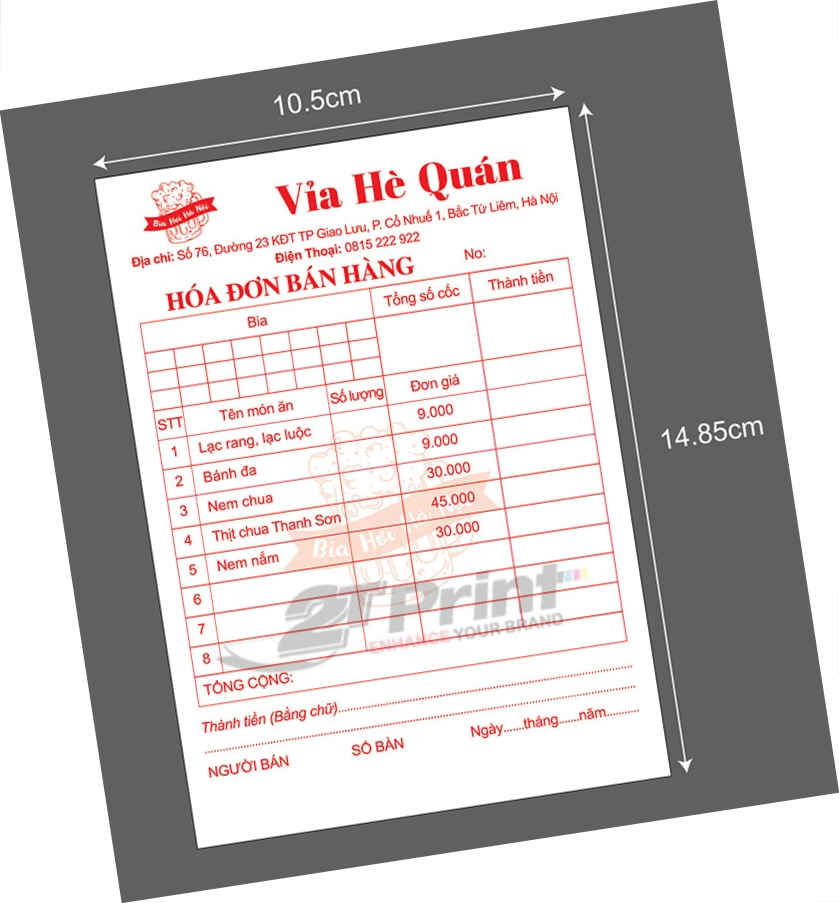 10.5cm
14.85cm
Bia Hơi Hà Nội
Vỉa Hè Quán
Địa chỉ: Số 76, Đường 23 KĐT TP Giao Lưu, P. Cổ Nhuế 1, Bắc Từ Liêm, Hà Nội
Điện Thoại: 0815 222 922
HÓA ĐƠN BÁN HÀNG No:
Bia Tổng số cốc Thành tiền
STT Tên món ăn Số lượng Đơn giá
1 Lạc rang, lạc luộc 9.000
2 Bánh đa 9.000
3 Nem chua 30.000
4 Thịt chua Thanh Sơn 45.000
5 Nem nắm 30.000
6
7
8
Bia Hơi Hà Nội
2T Print
ENHANCE YOUR BRAND
TỔNG CỘNG:
Thành tiền (Bằng chữ)
NGƯỜI BÁN SỐ BÀN Ngày......tháng......năm.........